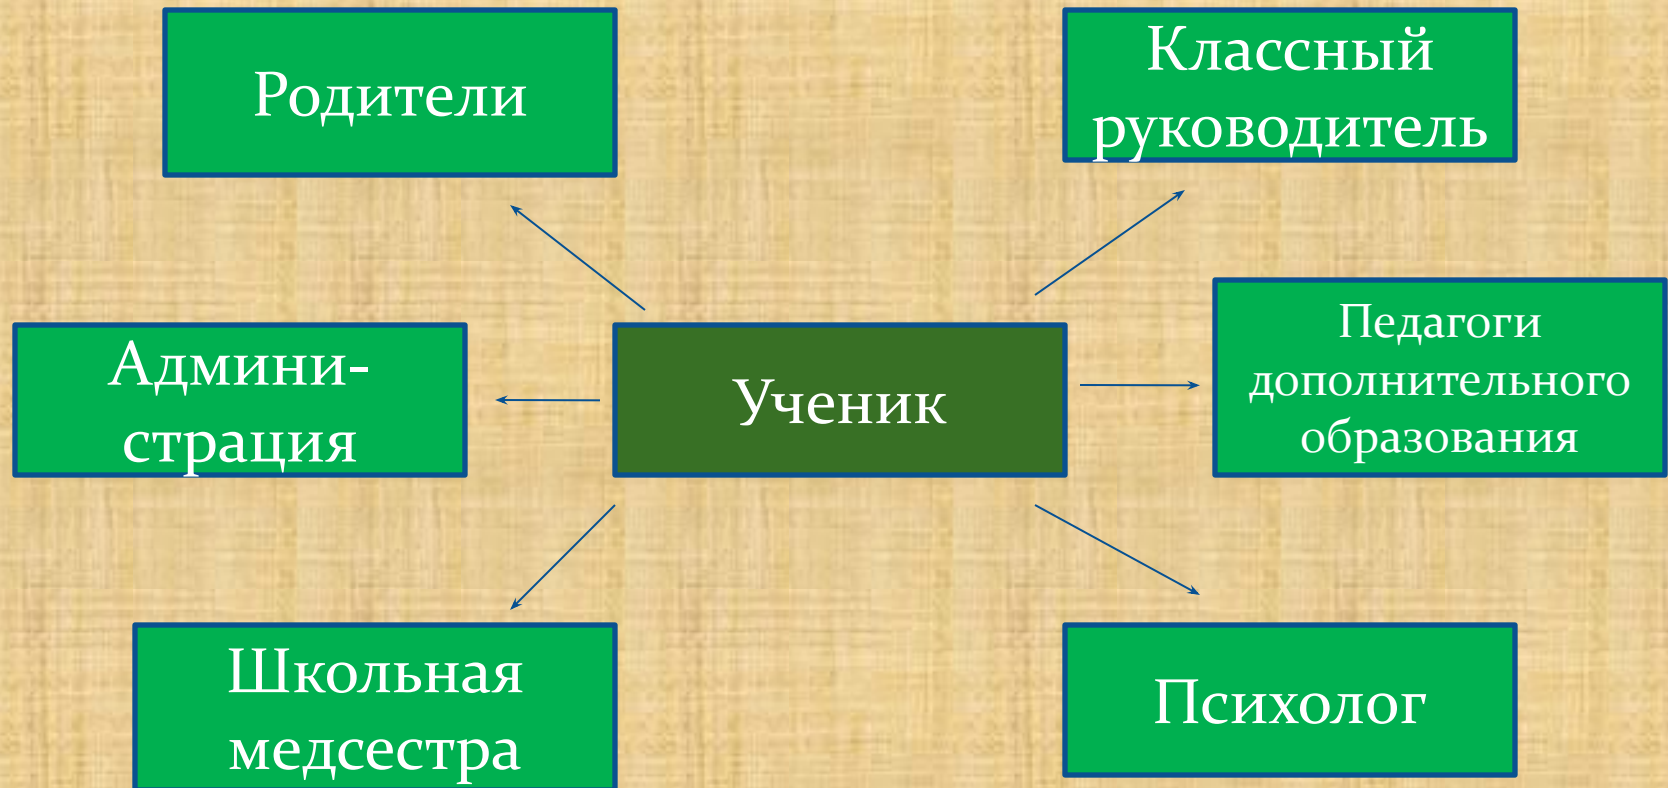 Родители
Классный
руководитель
Админи-
страция
Ученик
Педагоги
дополнительного
образования
Школьная
медсестра
Психолог